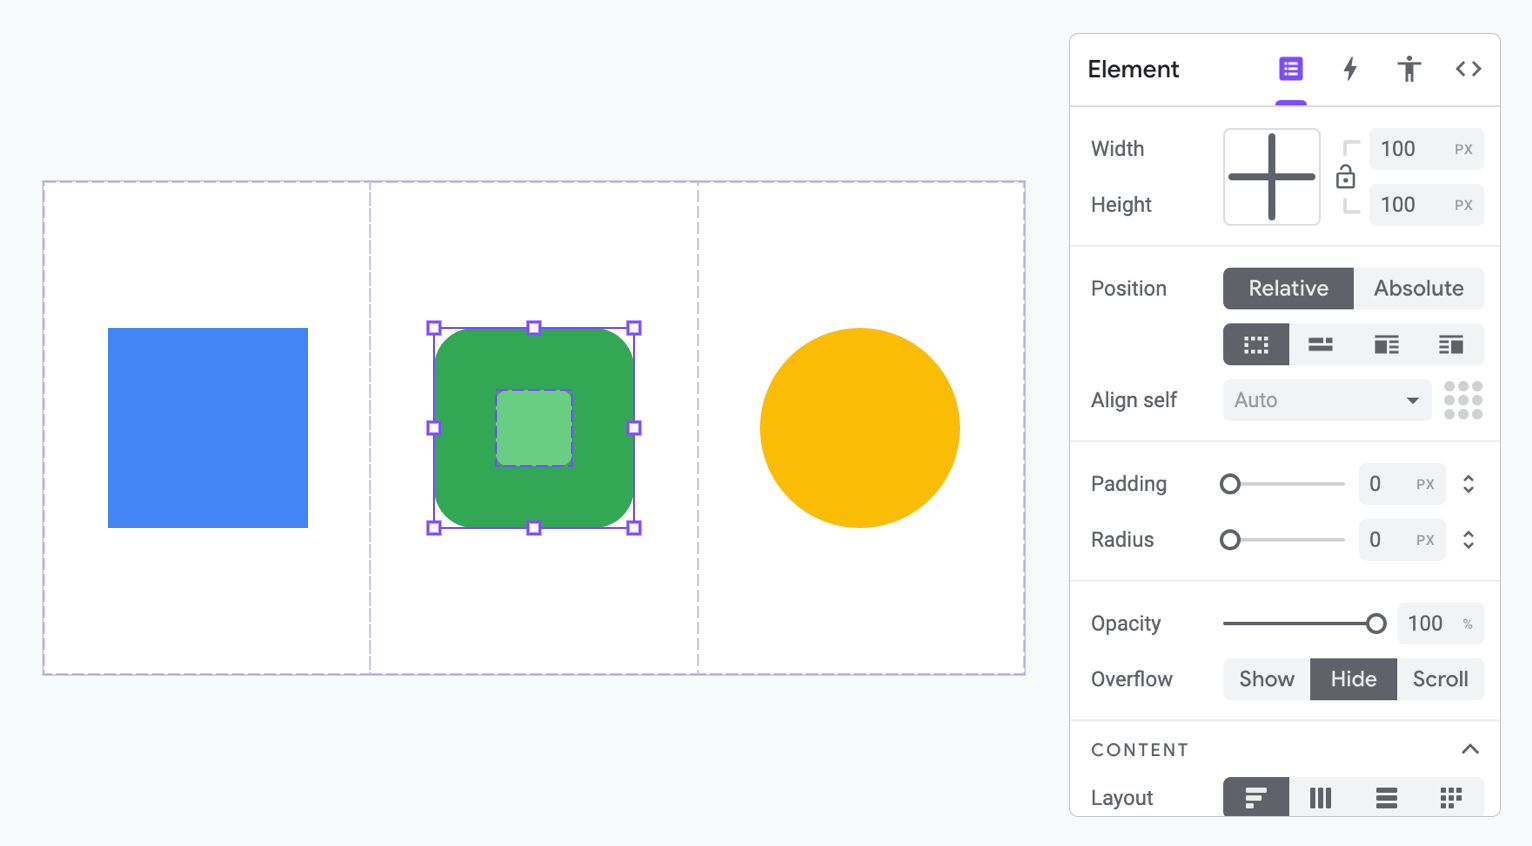 Element
Width 100 PX
Height 100 PX
Position Relative Absolute
Align self Auto
Padding 0 PX
Radius 0 PX
Opacity 100 %
Overflow Show Hide Scroll
CONTENT
Layout